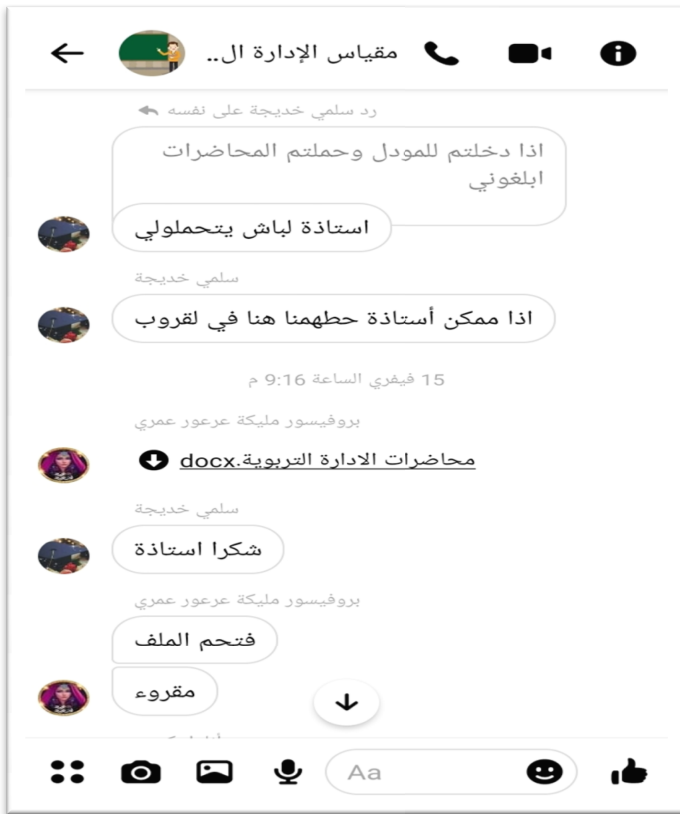 مقياس الإدارة ال..
رد سلمي خديجة على نفسه
اذا دخلتم للمودل وحملتم المحاضرات
ابلغوني
استاذة لباش يتحملولي
سلمي خديجة
اذا ممكن أستاذة حطهمنا هنا في لقروب
15 فيفري الساعة 9:16 م
بروفيسور مليكة عرعور عمري
محاضرات الادارة التربوية.docx
سلمي خديجة
شكرا استاذة
بروفيسور مليكة عرعور عمري
فتحم الملف
مقروء
Aa